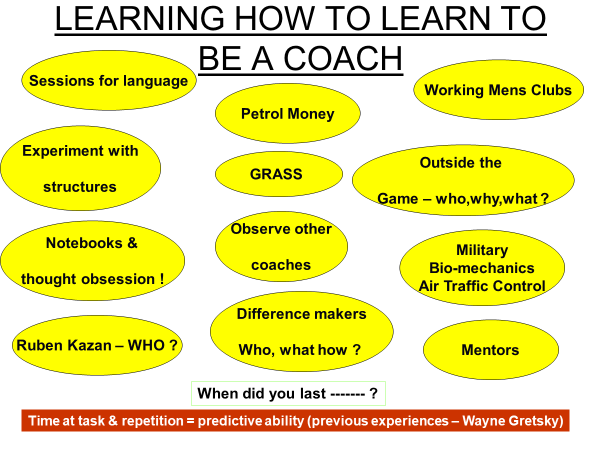 LEARNING HOW TO LEARN TO
BE A COACH
Sessions for language
Petrol Money
Working Mens Clubs
Experiment with
structures
GRASS
Outside the
Game – who,why,what ?
Notebooks &
thought obsession !
Observe other
coaches
Military
Bio-mechanics
Air Traffic Control
Ruben Kazan – WHO ?
Difference makers
Who, what how ?
Mentors
When did you last ------- ?
Time at task & repetition = predictive ability (previous experiences – Wayne Gretsky)